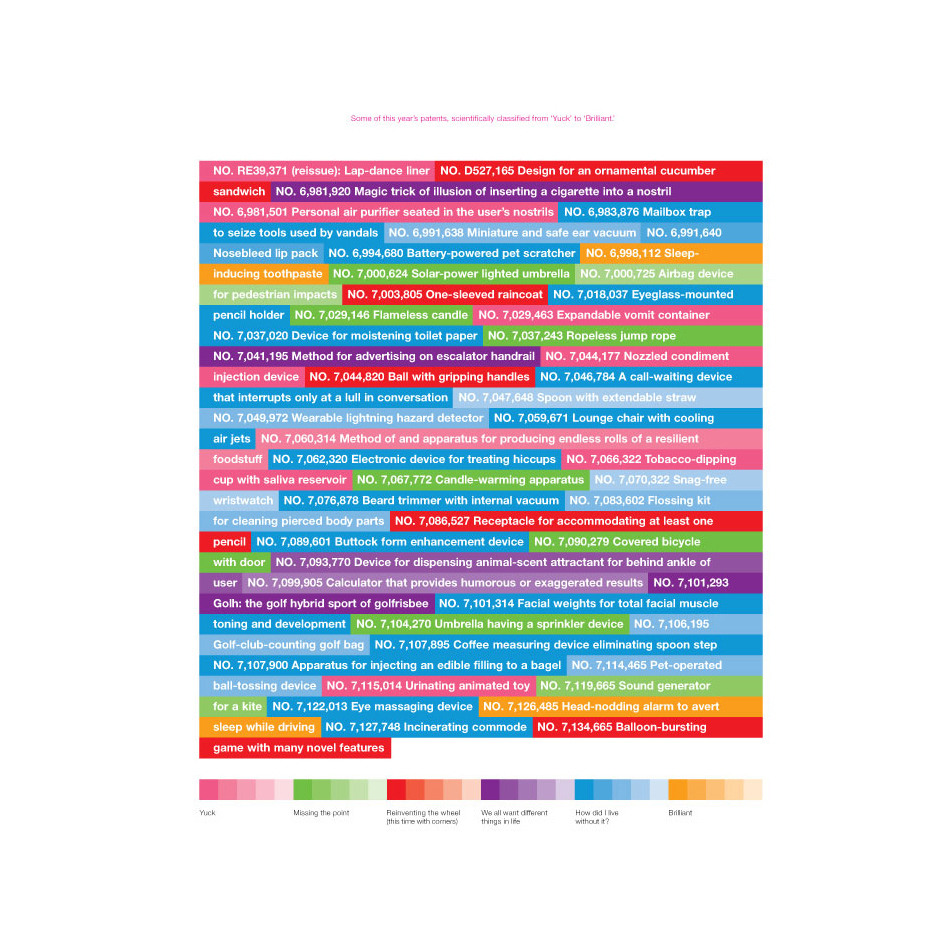 Some of this year's patents, scientifically classified from 'Yuck' to 'Brilliant.'
NO. RE39,371 (reissue): Lap-dance liner NO. D527,165 Design for an ornamental cucumber
sandwich NO. 6,981,920 Magic trick of illusion of inserting a cigarette into a nostril
NO. 6,981,501 Personal air purifier seated in the user's nostrils NO. 6,983,876 Mailbox trap
to seize tools used by vandals NO. 6,991,638 Miniature and safe ear vacuum NO. 6,991,640
Nosebleed lip pack NO. 6,994,680 Battery-powered pet scratcher NO. 6,998,112 Sleep-
inducing toothpaste NO. 7,000,624 Solar-power lighted umbrella NO. 7,000,725 Airbag device
for pedestrian impacts NO. 7,003,805 One-sleeved raincoat NO. 7,018,037 Eyeglass-mounted
pencil holder NO. 7,029,146 Flameless candle NO. 7,029,463 Expandable vomit container
NO. 7,037,020 Device for moistening toilet paper NO. 7,037,243 Ropeless jump rope
NO. 7,041,195 Method for advertising on escalator handrail NO. 7,044,177 Nozzled condiment
injection device NO. 7,044,820 Ball with gripping handles NO. 7,046,784 A call-waiting device
that interrupts only at a lull in conversation NO. 7,047,648 Spoon with extendable straw
NO. 7,049,972 Wearable lightning hazard detector NO. 7,059,671 Lounge chair with cooling
air jets NO. 7,060,314 Method of and apparatus for producing endless rolls of a resilient
foodstuff NO. 7,062,320 Electronic device for treating hiccups NO. 7,066,322 Tobacco-dipping
cup with saliva reservoir NO. 7,067,772 Candle-warming apparatus NO. 7,070,322 Snag-free
wristwatch NO. 7,076,878 Beard trimmer with internal vacuum NO. 7,083,602 Flossing kit
for cleaning pierced body parts NO. 7,086,527 Receptacle for accommodating at least one
pencil NO. 7,089,601 Buttock form enhancement device NO. 7,090,279 Covered bicycle
with door NO. 7,093,770 Device for dispensing animal-scent attractant for behind ankle of
user NO. 7,099,905 Calculator that provides humorous or exaggerated results NO. 7,101,293
Golh: the golf hybrid sport of golfrisbee NO. 7,101,314 Facial weights for total facial muscle
toning and development NO. 7,104,270 Umbrella having a sprinkler device NO. 7,106,195
Golf-club-counting golf bag NO. 7,107,895 Coffee measuring device eliminating spoon step
NO. 7,107,900 Apparatus for injecting an edible filling to a bagel NO. 7,114,465 Pet-operated
ball-tossing device NO. 7,115,014 Urinating animated toy NO. 7,119,665 Sound generator
for a kite NO. 7,122,013 Eye massaging device NO. 7,126,485 Head-nodding alarm to avert
sleep while driving NO. 7,127,748 Incinerating commode NO. 7,134,665 Balloon-bursting
game with many novel features
Yuck Missing the point Reinventing the wheel We all want different How did I live Brilliant
(this time with corners) things in life without it?